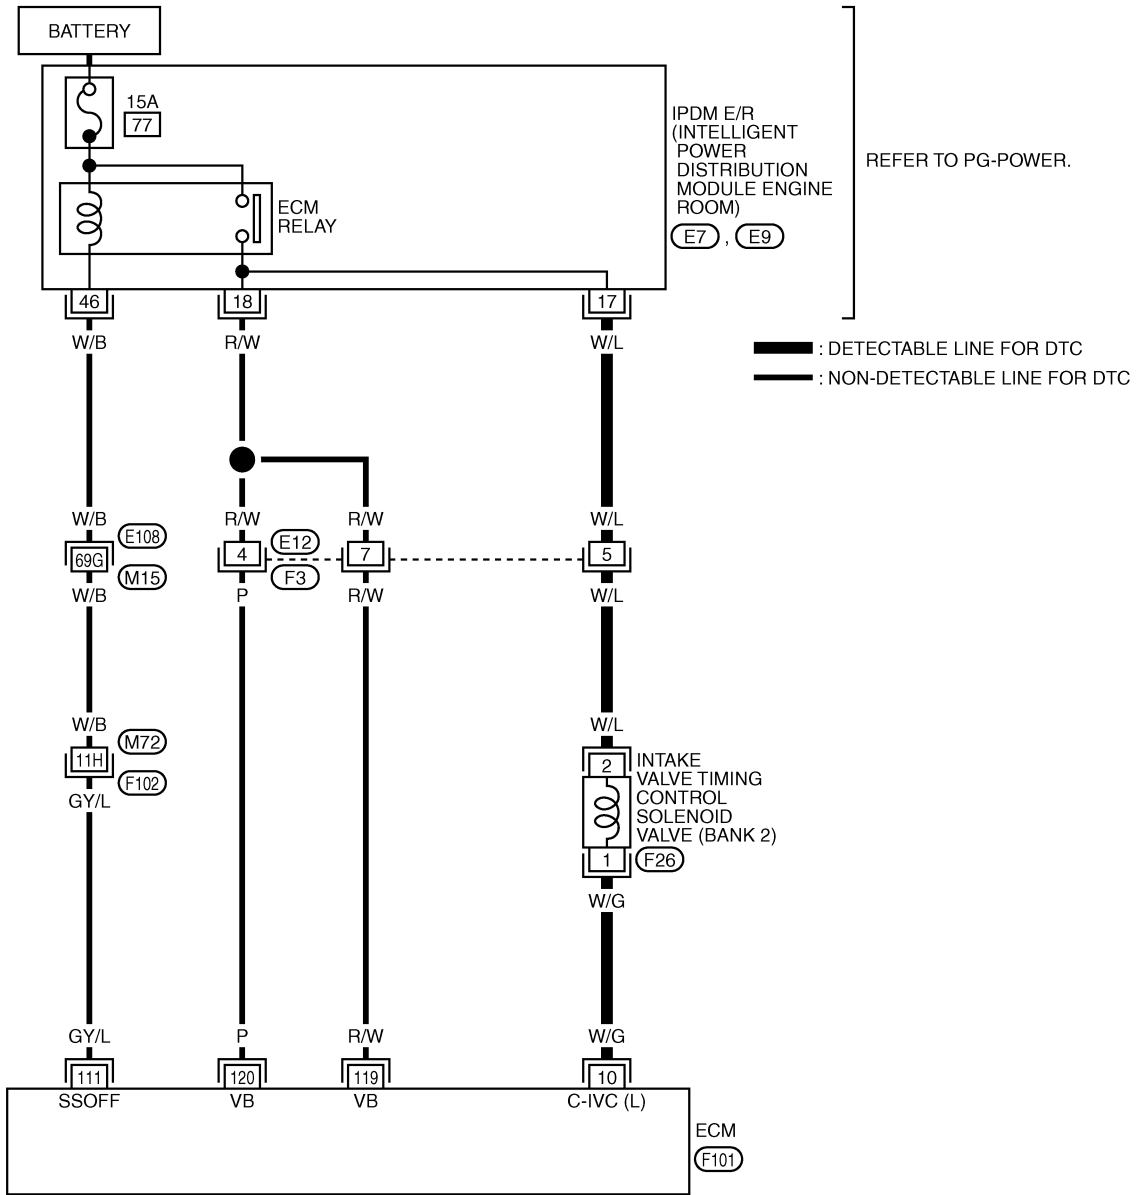 BATTERY
15A
77
ECM
RELAY
IPDM E/R
(INTELLIGENT
POWER
DISTRIBUTION
MODULE ENGINE
ROOM)
E7 , E9
REFER TO PG-POWER.
46 18 17
W/B R/W W/L
: DETECTABLE LINE FOR DTC
: NON-DETECTABLE LINE FOR DTC
W/B R/W R/W W/L
E108 E12
69G 4 7 5
M15 F3
W/B P R/W W/L
W/B W/L
M72
11H
F102
GY/L
2
INTAKE
VALVE TIMING
CONTROL
SOLENOID
VALVE (BANK 2)
1 F26
W/G
GY/L P R/W W/G
111 120 119 10
SSOFF VB VB C-IVC (L)
ECM
F101